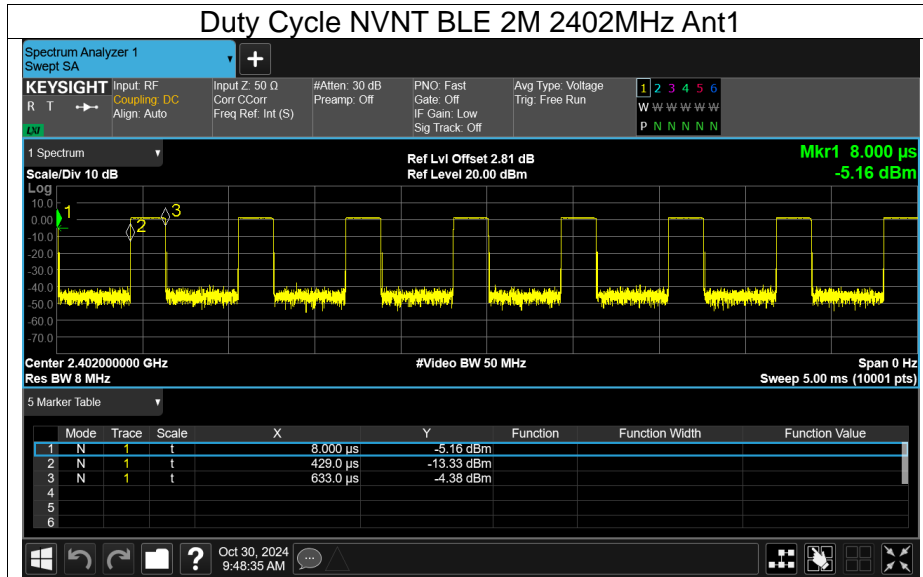 Duty Cycle NVNT BLE 2M 2402MHz Ant1
Spectrum Analyzer 1
Swept SA
+
KEYSIGHT Input: RF Input Z: 50 Ω #Atten: 30 dB PNO: Fast Avg Type: Voltage 1 2 3 4 5 6
R T Coupling: DC Corr CCorr Preamp: Off Gate: Off Trig: Free Run W W W W W W
Align: Auto Freq Ref: Int (S) IF Gain: Low
LXI Sig Track: Off P N N N N N
1 Spectrum Ref Lvl Offset 2.81 dB Mkr1 8.000 µs
Scale/Div 10 dB Ref Level 20.00 dBm -5.16 dBm
Log
10.0 1 3
0.00 2
-10.0
-20.0
-30.0
-40.0
-50.0
-60.0
-70.0
Center 2.402000000 GHz #Video BW 50 MHz Span 0 Hz
Res BW 8 MHz Sweep 5.00 ms (10001 pts)
5 Marker Table
Mode Trace Scale X Y Function Function Width Function Value
1 N 1 t 8.000 µs -5.16 dBm
2 N 1 t 429.0 µs -13.33 dBm
3 N 1 t 633.0 µs -4.38 dBm
4
5
6
? Oct 30, 2024
9:48:35 AM